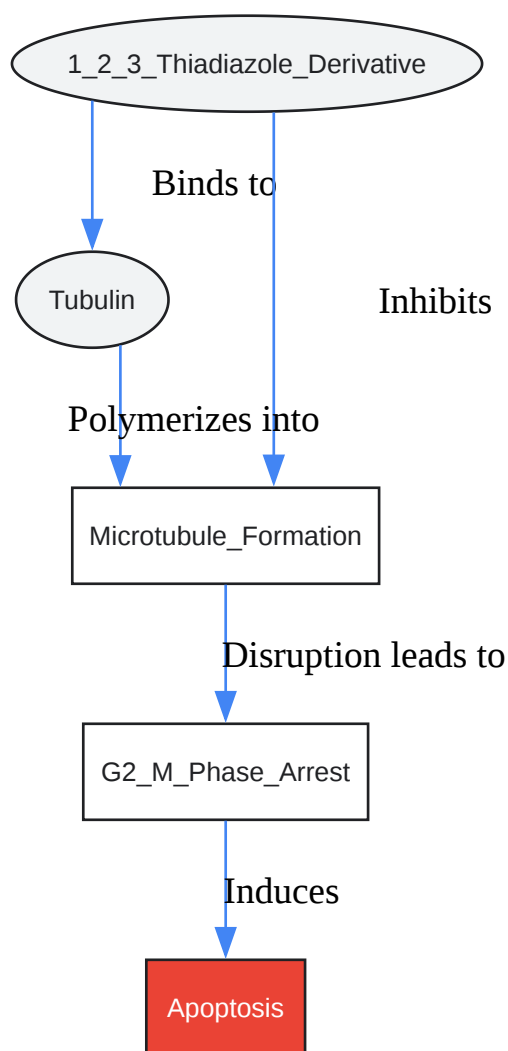 1_2_3_Thiadiazole_Derivative
Binds to
Tubulin
Inhibits
Polymerizes into
Microtubule_Formation
Disruption leads to
G2_M_Phase_Arrest
Induces
Apoptosis